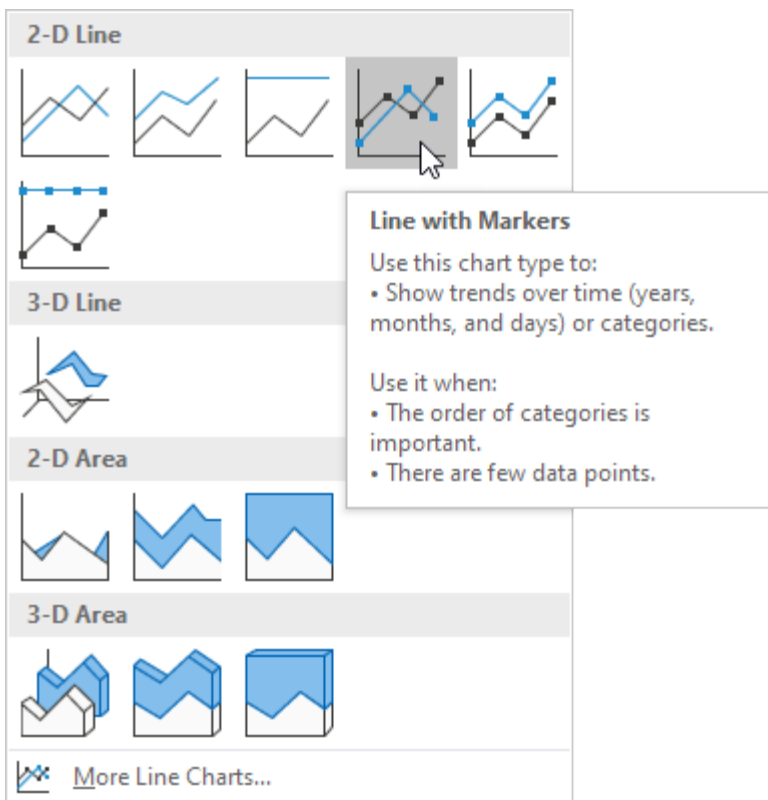 2-D Line
Line with Markers
Use this chart type to:
• Show trends over time (years,
months, and days) or categories.
Use it when:
• The order of categories is
important.
• There are few data points.
3-D Line
2-D Area
3-D Area
More Line Charts...